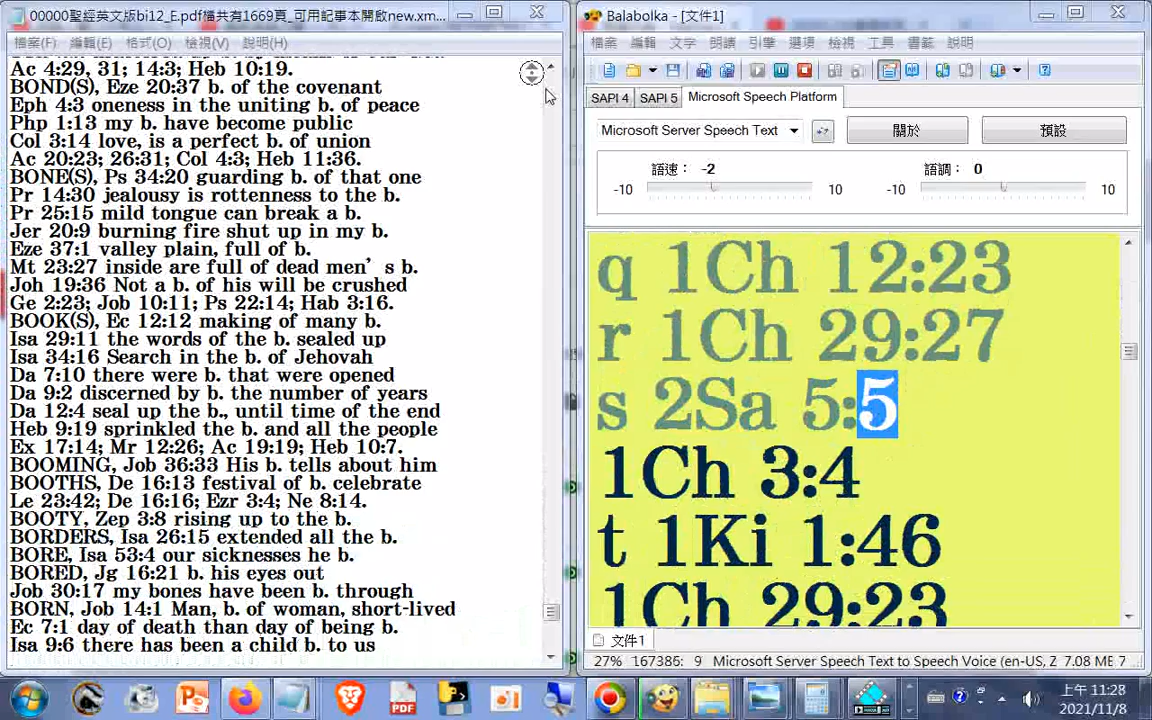 00000聖經英文版bi12_E.pdf檔共有1669頁_可用記事本開啟new.xm...
檔案(F) 編輯(E) 格式(O) 檢視(V) 說明(H)
Ac 4:29, 31; 14:3; Heb 10:19.
BOND(S), Eze 20:37 b. of the covenant
Eph 4:3 oneness in the uniting b. of peace
Php 1:13 my b. have become public
Col 3:14 love, is a perfect b. of union
Ac 20:23; 26:31; Col 4:3; Heb 11:36.
BONE(S), Ps 34:20 guarding b. of that one
Pr 14:30 jealousy is rottenness to the b.
Pr 25:15 mild tongue can break a b.
Jer 20:9 burning fire shut up in my b.
Eze 37:1 valley plain, full of b.
Mt 23:27 inside are full of dead men’s b.
Joh 19:36 Not a b. of his will be crushed
Ge 2:23; Job 10:11; Ps 22:14; Hab 3:16.
BOOK(S), Ec 12:12 making of many b.
Isa 29:11 the words of the b. sealed up
Isa 34:16 Search in the b. of Jehovah
Da 7:10 there were b. that were opened
Da 9:2 discerned by b. the number of years
Da 12:4 seal up the b., until time of the end
Heb 9:19 sprinkled the b. and all the people
Ex 17:14; Mr 12:26; Ac 19:19; Heb 10:7.
BOOMING, Job 36:33 His b. tells about him
BOOTHS, De 16:13 festival of b. celebrate
Le 23:42; De 16:16; Ezr 3:4; Ne 8:14.
BOOTY, Zep 3:8 rising up to the b.
BORDERS, Isa 26:15 extended all the b.
BORE, Isa 53:4 our sicknesses he b.
BORED, Jg 16:21 b. his eyes out
Job 30:17 my bones have been b. through
BORN, Job 14:1 Man, b. of woman, short-lived
Ec 7:1 day of death than day of being b.
Isa 9:6 there has been a child b. to us
Balabolka - [文件1]
檔案 編輯 文字 朗讀 引擎 選項 檢視 工具 書籤 說明
SAPI 4 SAPI 5 Microsoft Speech Platform
Microsoft Server Speech Text 關於 預設
語速： -2 語調： 0
-10 10 -10 10
q 1Ch 12:23
r 1Ch 29:27
s 2Sa 5:5
1Ch 3:4
t 1Ki 1:46
1Ch 29:23
文件1
27% 167385: 9 Microsoft Server Speech Text to Speech Voice (en-US, Z 7.08 ME 7
上午 11:28
2021/11/8